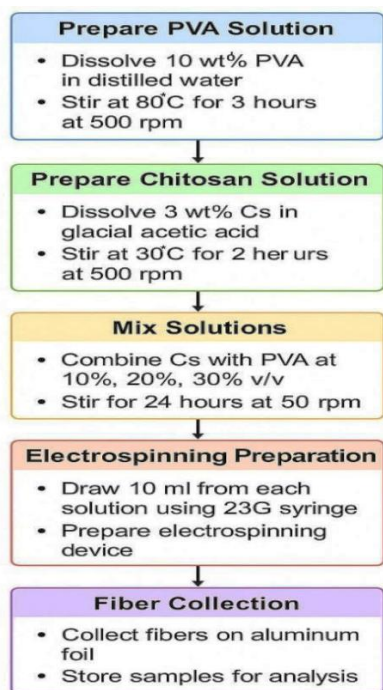 Prepare PVA Solution
• Dissolve 10 wt% PVA
in distilled water
• Stir at 80°C for 3 hours
at 500 rpm
Prepare Chitosan Solution
• Dissolve 3 wt% Cs in
glacial acetic acid
• Stir at 30°C for 2 her urs
at 500 rpm
Mix Solutions
• Combine Cs with PVA at
10%, 20%, 30% v/v
• Stir for 24 hours at 50 rpm
Electrospinning Preparation
• Draw 10 ml from each
solution using 23G syringe
• Prepare electrospinning
device
Fiber Collection
• Collect fibers on aluminum
foil
• Store samples for analysis